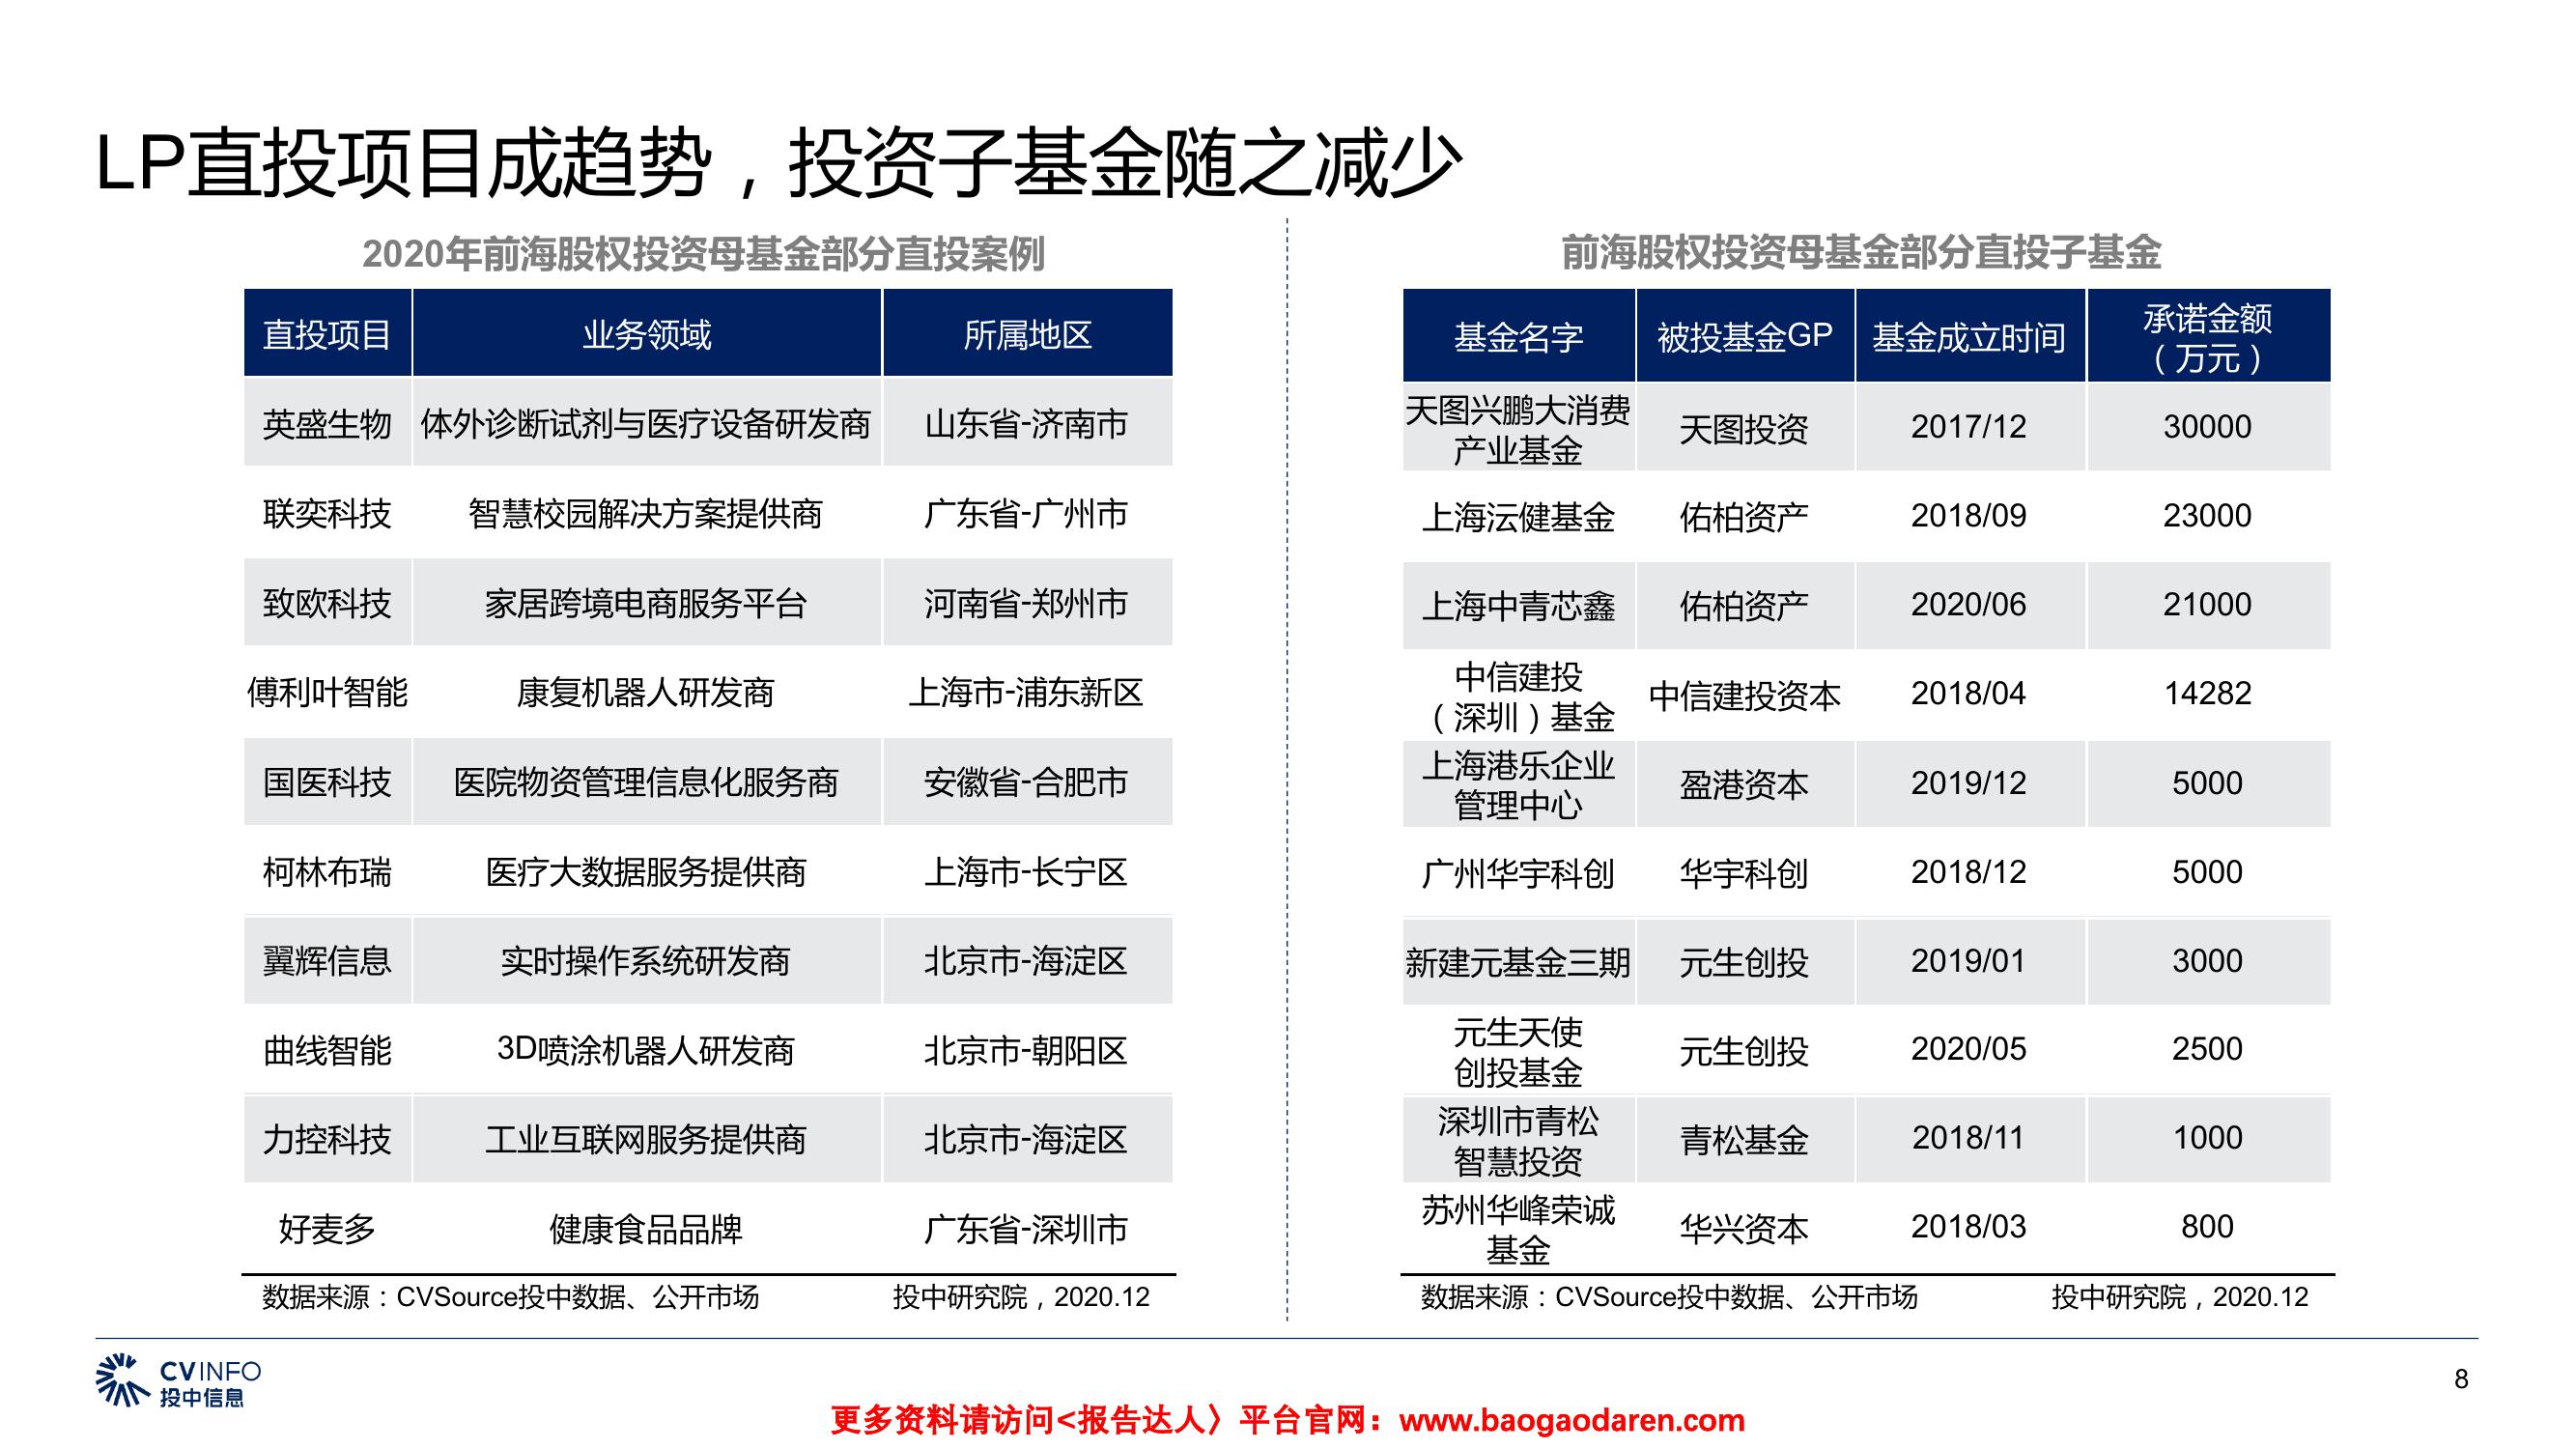 LP直投项目成趋势，投资子基金随之减少
2020年前海股权投资母基金部分直投案例
直投项目 业务领域 所属地区
英盛生物 体外诊断试剂与医疗设备研发商 山东省-济南市
联奕科技 智慧校园解决方案提供商 广东省-广州市
致欧科技 家居跨境电商服务平台 河南省-郑州市
傅利叶智能 康复机器人研发商 上海市-浦东新区
国医科技 医院物资管理信息化服务商 安徽省-合肥市
柯林布瑞 医疗大数据服务提供商 上海市-长宁区
翼辉信息 实时操作系统研发商 北京市-海淀区
曲线智能 3D喷涂机器人研发商 北京市-朝阳区
力控科技 工业互联网服务提供商 北京市-海淀区
好麦多 健康食品品牌 广东省-深圳市
数据来源：CVSource投中数据、公开市场 投中研究院，2020.12
前海股权投资母基金部分直投子基金
基金名字 被投基金GP 基金成立时间 承诺金额
（万元）
天图兴鹏大消费
产业基金 天图投资 2017/12 30000
上海沄健基金 佑柏资产 2018/09 23000
上海中青芯鑫 佑柏资产 2020/06 21000
中信建投
（深圳）基金 中信建投资本 2018/04 14282
上海港乐企业
管理中心 盈港资本 2019/12 5000
广州华宇科创 华宇科创 2018/12 5000
新建元基金三期 元生创投 2019/01 3000
元生天使
创投基金 元生创投 2020/05 2500
深圳市青松
智慧投资 青松基金 2018/11 1000
苏州华峰荣诚
基金 华兴资本 2018/03 800
数据来源：CVSource投中数据、公开市场 投中研究院，2020.12
CVINFO
投中信息
8
更多资料请访问<报告达人〉平台官网：www.baogaodaren.com